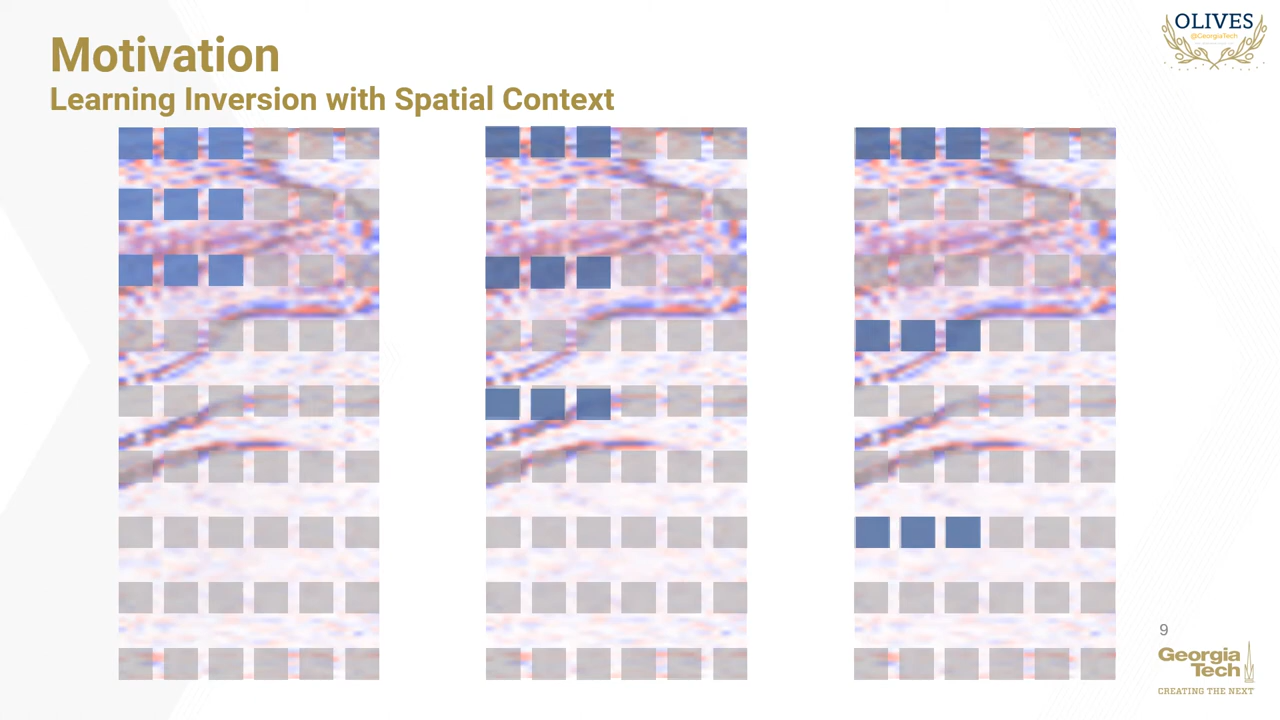 Motivation
Learning Inversion with Spatial Context
OLIVES
@GeorgiaTech
9
Georgia
Tech
CREATING THE NEXT